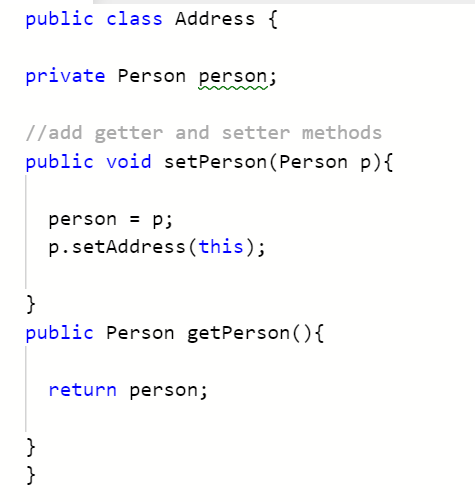 public class Address {
private Person person;
//add getter and setter methods
public void setPerson(Person p){
person = p;
p.setAddress(this);
}
public Person getPerson(){
return person;
}
}